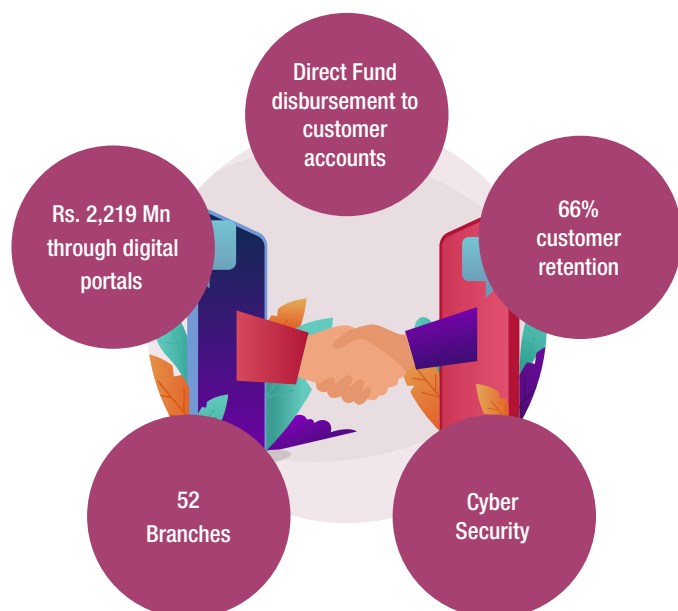 Direct Fund
disbursement to
customer
accounts
Rs. 2,219 Mn
through digital
portals
66%
customer
retention
52
Branches
Cyber
Security